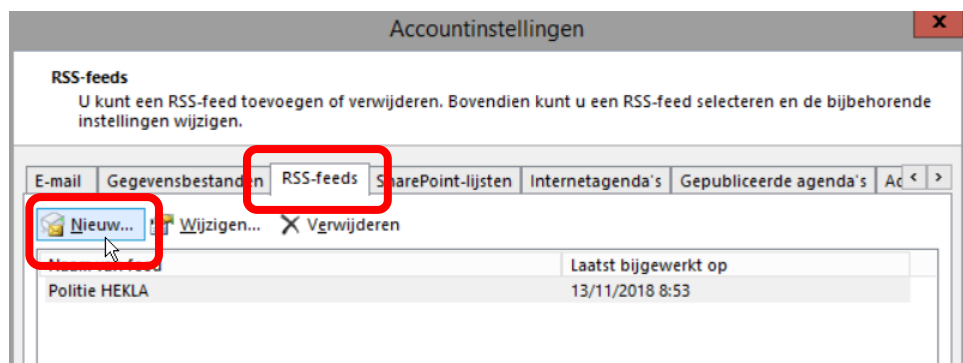 Accountinstellingen
x
RSS-feeds
U kunt een RSS-feed toevoegen of verwijderen. Bovendien kunt u een RSS-feed selecteren en de bijbehorende
instellingen wijzigen.
E-mail Gegevensbestanden RSS-feeds SharePoint-lijsten Internetagenda's Gepubliceerde agenda's < >
Nieuw... Wijzigen... Verwijderen
feed Laatst bijgewerkt op
Politie HEKLA 13/11/2018 8:53